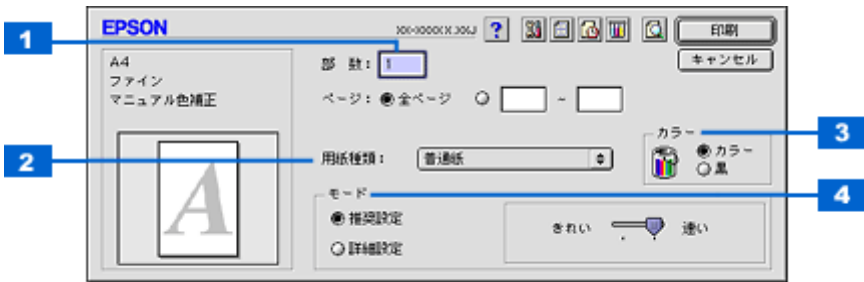 EPSON XX-XXXX X.XXJ ? 印刷
キャンセル
A4
ファイン
マニュアル色補正
A
部 数： 1
ページ： 全ページ ~
用紙種類： 普通紙
カラー
カラー
黒
モード
推奨設定
詳細設定
きれい 速い
1
2
3
4